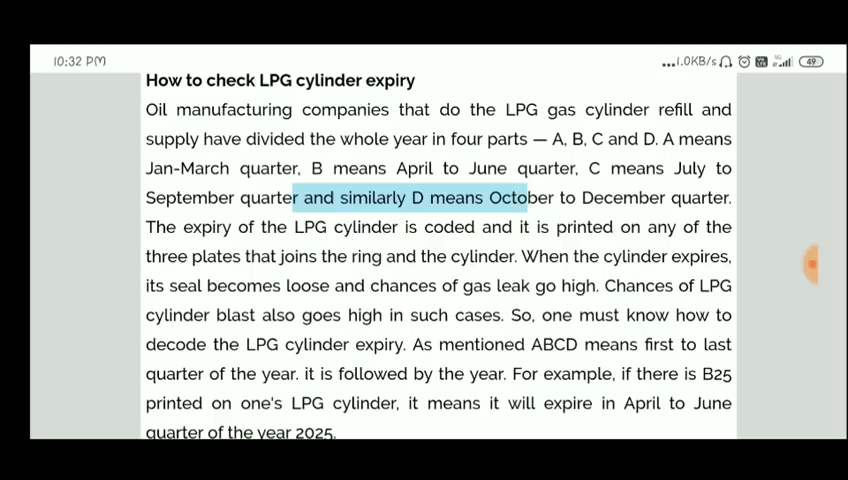 10:32 PM
...1.0KB/s
49
How to check LPG cylinder expiry
Oil manufacturing companies that do the LPG gas cylinder refill and
supply have divided the whole year in four parts — A, B, C and D. A means
Jan-March quarter, B means April to June quarter, C means July to
September quarter and similarly D means October to December quarter.
The expiry of the LPG cylinder is coded and it is printed on any of the
three plates that joins the ring and the cylinder. When the cylinder expires,
its seal becomes loose and chances of gas leak go high. Chances of LPG
cylinder blast also goes high in such cases. So, one must know how to
decode the LPG cylinder expiry. As mentioned ABCD means first to last
quarter of the year. it is followed by the year. For example, if there is B25
printed on one's LPG cylinder, it means it will expire in April to June
quarter of the year 2025.